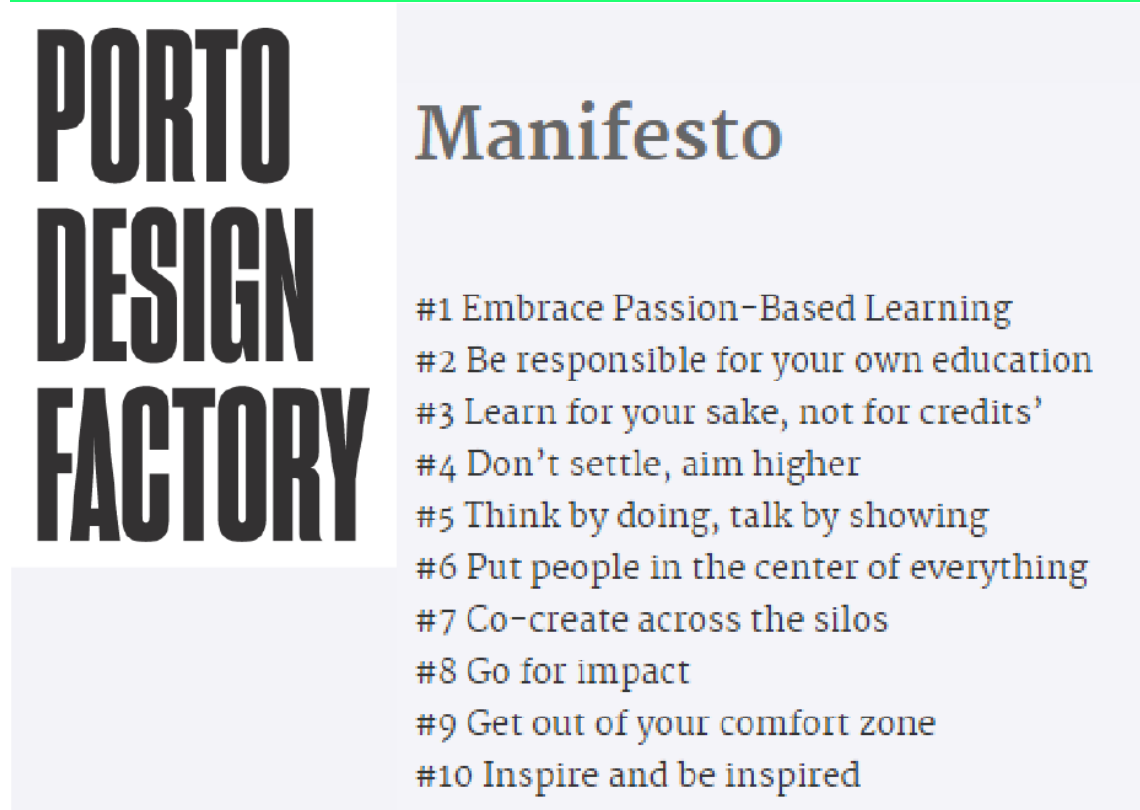 PORTO
DESIGN
FACTORY
Manifesto
#1 Embrace Passion-Based Learning
#2 Be responsible for your own education
#3 Learn for your sake, not for credits’
#4 Don’t settle, aim higher
#5 Think by doing, talk by showing
#6 Put people in the center of everything
#7 Co-create across the silos
#8 Go for impact
#9 Get out of your comfort zone
#10 Inspire and be inspired